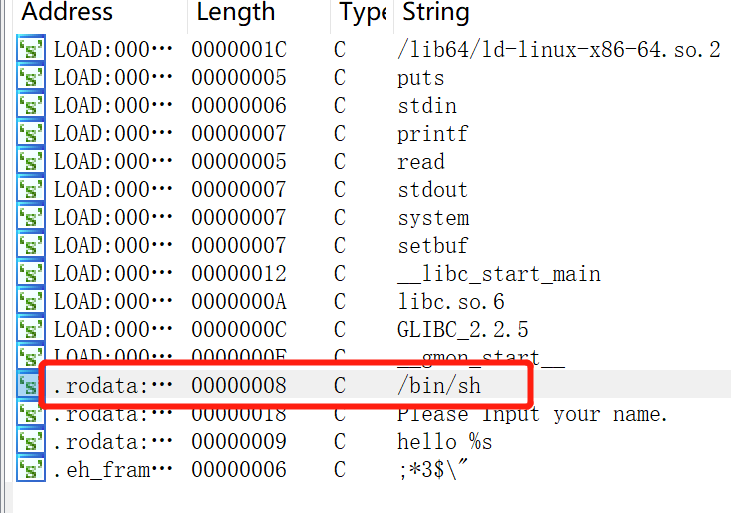 Address Length Type String
's' LOAD:000… 0000001C C /lib64/ld-linux-x86-64.so.2
's' LOAD:000… 00000005 C puts
's' LOAD:000… 00000006 C stdin
's' LOAD:000… 00000007 C printf
's' LOAD:000… 00000005 C read
's' LOAD:000… 00000007 C stdout
's' LOAD:000… 00000007 C system
's' LOAD:000… 00000007 C setbuf
's' LOAD:000… 00000012 C __libc_start_main
's' LOAD:000… 0000000A C libc.so.6
's' LOAD:000… 0000000C C GLIBC_2.2.5
's' LOAD:000… 0000000F C __gmon_start__
's' .rodata:… 00000008 C /bin/sh
's' .rodata:… 00000018 C Please Input your name.
's' .rodata:… 00000009 C hello %s
's' .eh_fram… 00000006 C ;*3$\"